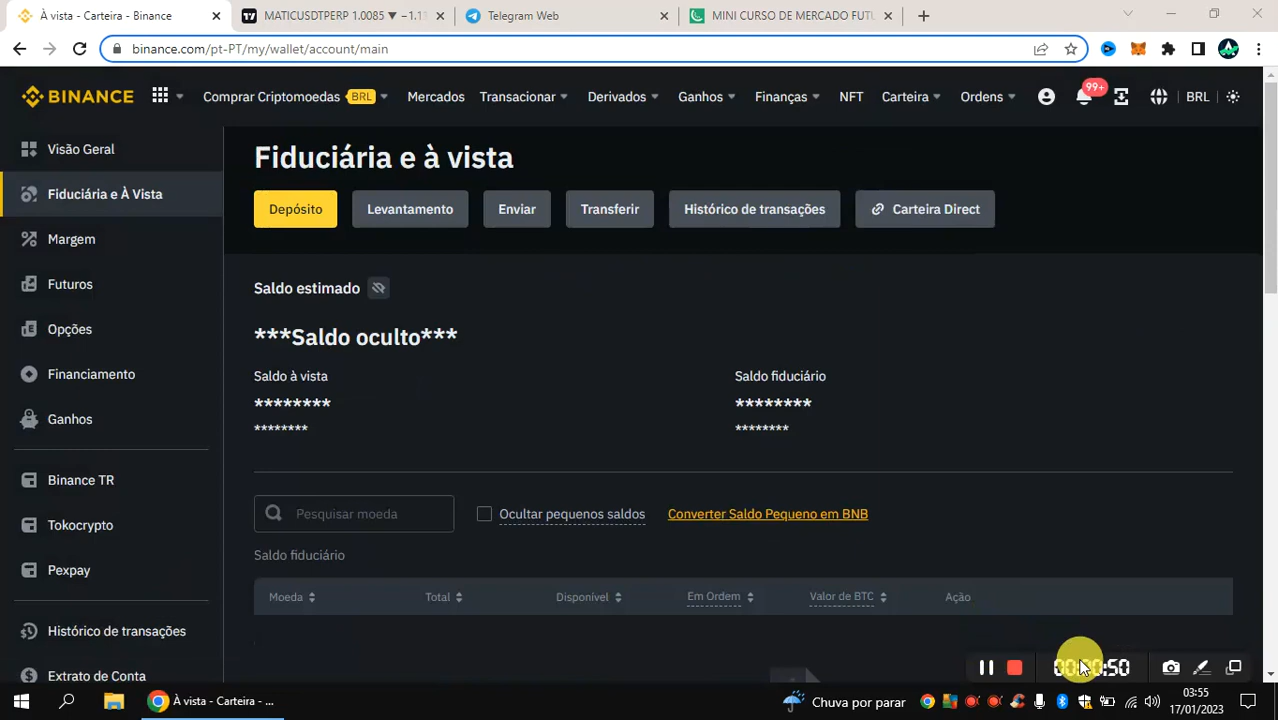 À vista - Carteira - Binance
MATICUSDTPERP 1.0085 ▼ −1.1
Telegram Web
MINI CURSO DE MERCADO FUTU
binance.com/pt-PT/my/wallet/account/main
BINANCE
Comprar Criptomoedas BRL
Mercados
Transacionar
Derivados
Ganhos
Finanças
NFT
Carteira
Ordens
99+
BRL
Visão Geral
Fiduciária e À Vista
Margem
Futuros
Opções
Financiamento
Ganhos
Binance TR
Tokocrypto
Pexpay
Histórico de transações
Extrato de Conta
Fiduciária e à vista
Depósito
Levantamento
Enviar
Transferir
Histórico de transações
Carteira Direct
Saldo estimado
***Saldo oculto***
Saldo à vista
********
********
Saldo fiduciário
********
********
Pesquisar moeda
Ocultar pequenos saldos
Converter Saldo Pequeno em BNB
Saldo fiduciário
Moeda Total Disponível Em Ordem Valor de BTC Ação
00:00:50
À vista - Carteira - ...
Chuva por parar
03:55
17/01/2023